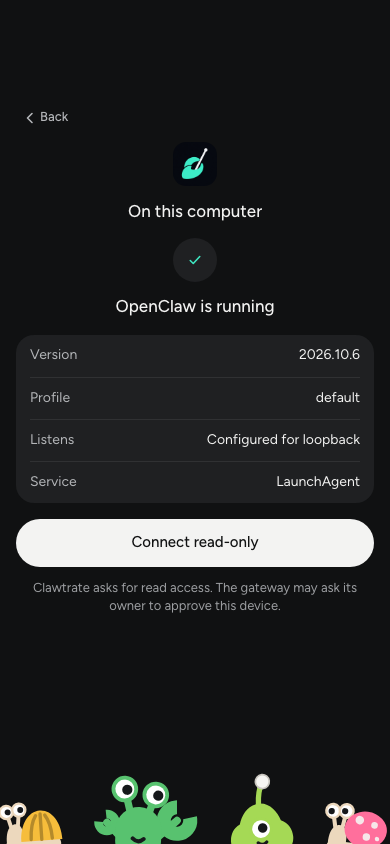 Back
On this computer
OpenClaw is running
Version 2026.10.6
Profile default
Listens Configured for loopback
Service LaunchAgent
Connect read-only
Clawtrate asks for read access. The gateway may ask its
owner to approve this device.